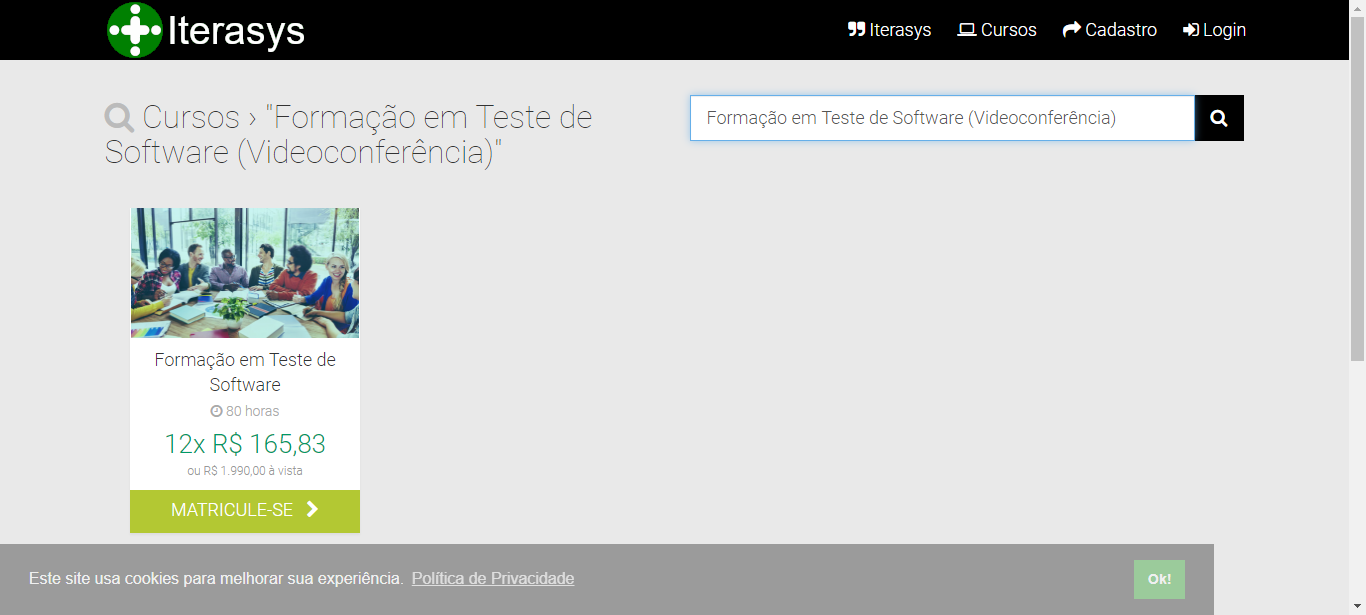 Iterasys
Iterasys
Cursos
Cadastro
Login
Cursos › "Formação em Teste de
Software (Videoconferência)"
Formação em Teste de Software (Videoconferência)
Formação em Teste de
Software
80 horas
12x R$ 165,83
ou R$ 1.990,00 à vista
MATRICULE-SE
Este site usa cookies para melhorar sua experiência. Política de Privacidade
Ok!